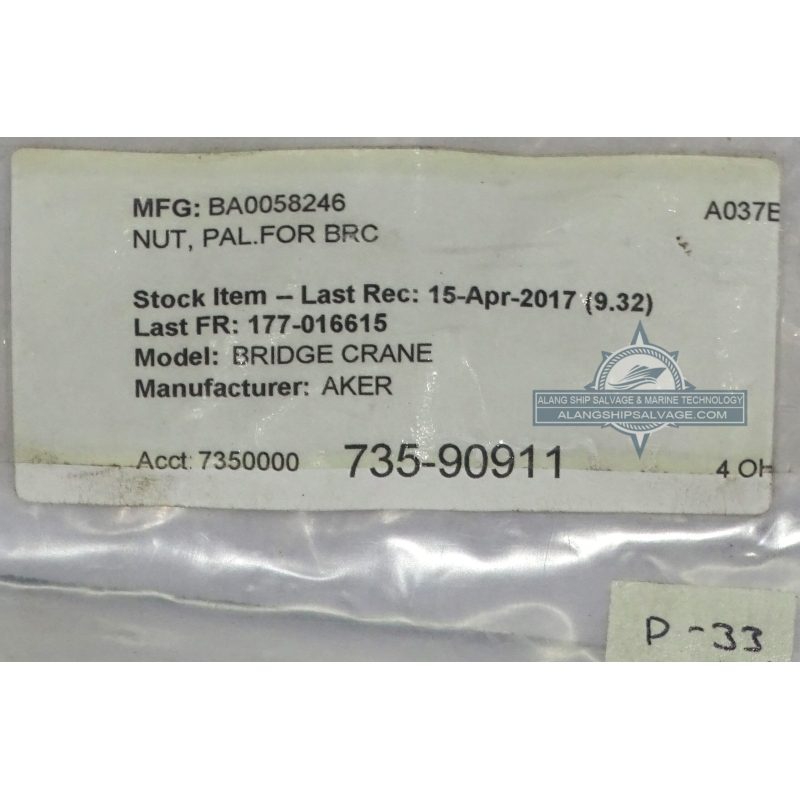 MFG: BA0058246
A037E
NUT, PAL.FOR BRC
Stock Item – Last Rec: 15-Apr-2017 (9.32)
Last FR: 177-016615
Model: BRIDGE CRANE
Manufacturer: AKER
ALANG SHIP SALVAGE & MARINE TECHNOLOGY
ALANGSHIPSALVAGE.COM
Acct: 7350000 735-90911 4 OH
P-33